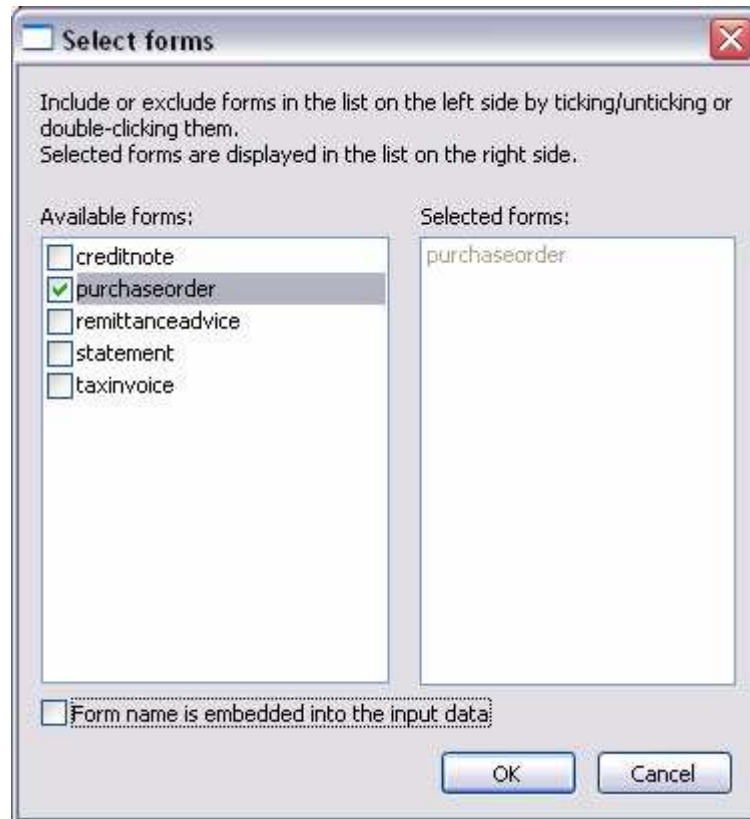 Select forms
Include or exclude forms in the list on the left side by ticking/unticking or
double-clicking them.
Selected forms are displayed in the list on the right side.
Available forms:
Selected forms:
creditnote
purchaseorder
remittanceadvice
statement
taxinvoice
purchaseorder
Form name is embedded into the input data
OK
Cancel